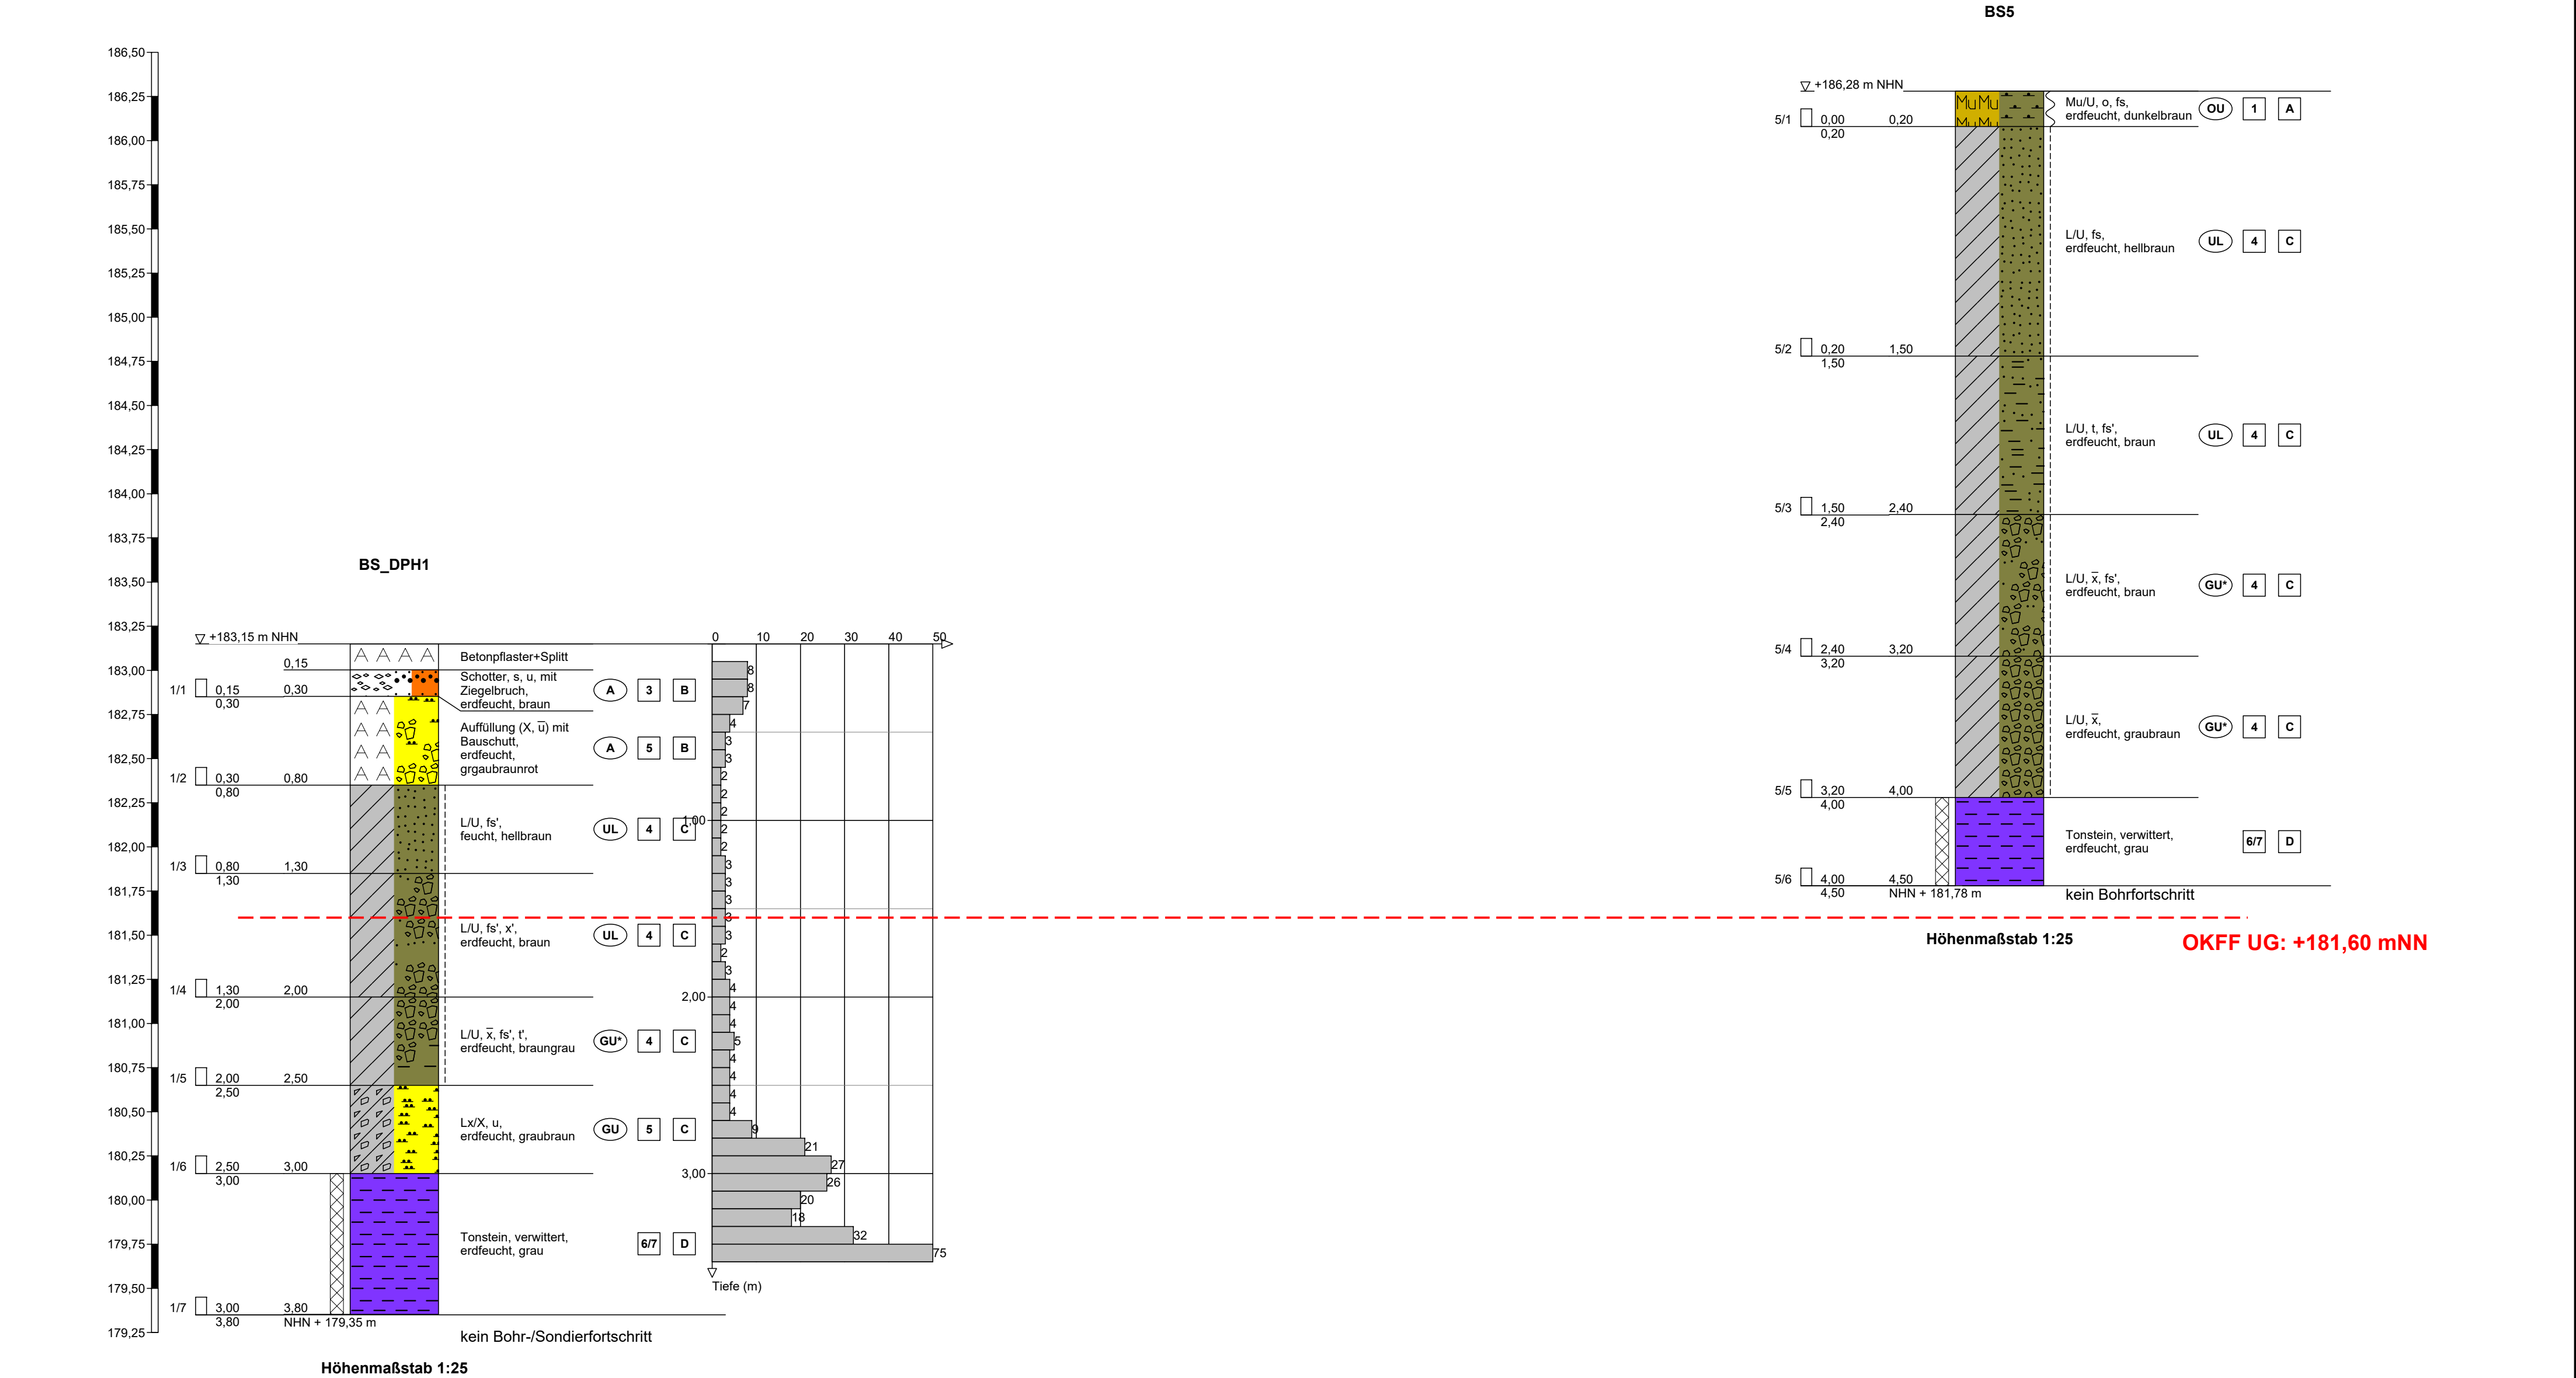 BS5
186,50
186,25
186,00
185,75
185,50
185,25
185,00
184,75
184,50
184,25
184,00
183,75
183,50
183,25
183,00
182,75
182,50
182,25
182,00
181,75
181,50
181,25
181,00
180,75
180,50
180,25
180,00
179,75
179,50
179,25
BS_DPH1
+183,15 m NHN
0,15
Betonpflaster+Splitt
1/1 0,15 0,30
0,30
Schotter, s, u, mit
Ziegelbruch,
erdfeucht, braun
A 3 B
Auffüllung (X, u̅) mit
Bauschutt,
erdfeucht,
grgaubraunrot
A 5 B
1/2 0,30 0,80
0,80
L/U, fs',
feucht, hellbraun
UL 4 C
1/3 0,80 1,30
1,30
L/U, fs', x',
erdfeucht, braun
UL 4 C
1/4 1,30 2,00
2,00
L/U, x̅, fs', t',
erdfeucht, braungrau
GU* 4 C
1/5 2,00 2,50
2,50
Lx/X, u,
erdfeucht, graubraun
GU 5 C
1/6 2,50 3,00
3,00
Tonstein, verwittert,
erdfeucht, grau
6/7 D
1/7 3,00 3,80
3,80 NHN + 179,35 m
kein Bohr-/Sondierfortschritt
Höhenmaßstab 1:25
0 10 20 30 40 50
8
8
7
4
3
3
2
2
2
1,00 2
2
3
3
3
3
3
2
3
4
2,00 4
4
5
4
4
4
4
9
21
27
3,00 26
20
18
32
75
Tiefe (m)
+186,28 m NHN
5/1 0,00 0,20
0,20
Mu Mu
Mu Mu
Mu/U, o, fs,
erdfeucht, dunkelbraun
OU 1 A
L/U, fs,
erdfeucht, hellbraun
UL 4 C
5/2 0,20 1,50
1,50
L/U, t, fs',
erdfeucht, braun
UL 4 C
5/3 1,50 2,40
2,40
L/U, x̅, fs',
erdfeucht, braun
GU* 4 C
5/4 2,40 3,20
3,20
L/U, x̅,
erdfeucht, graubraun
GU* 4 C
5/5 3,20 4,00
4,00
Tonstein, verwittert,
erdfeucht, grau
6/7 D
5/6 4,00 4,50
4,50 NHN + 181,78 m
kein Bohrfortschritt
Höhenmaßstab 1:25
OKFF UG: +181,60 mNN